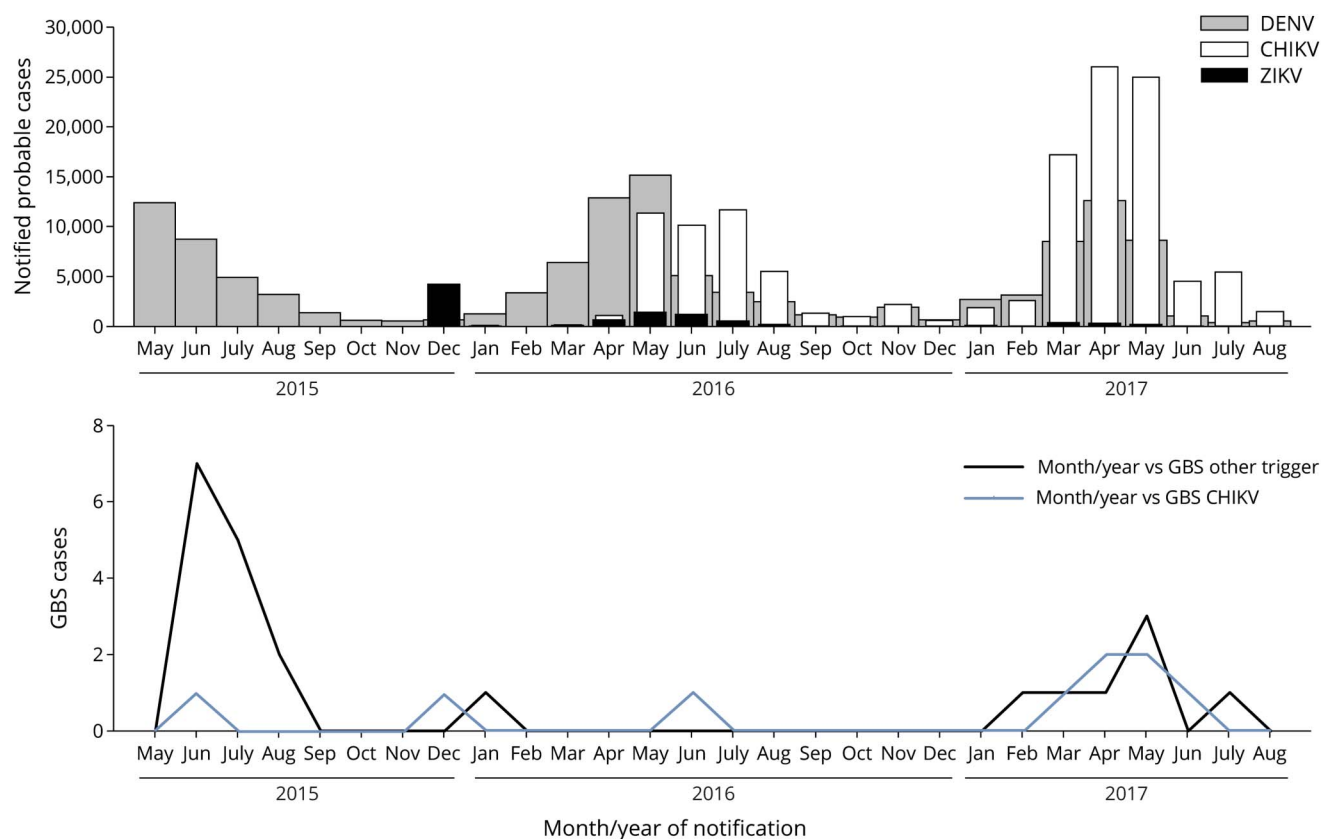 30,000
25,000
20,000
15,000
10,000
5,000
0
Notified probable cases
DENV
CHIKV
ZIKV
May Jun July Aug Sep Oct Nov Dec Jan Feb Mar Apr May Jun July Aug Sep Oct Nov Dec Jan Feb Mar Apr May Jun July Aug
2015 2016 2017
8
6
4
2
0
GBS cases
Month/year vs GBS other trigger
Month/year vs GBS CHIKV
May Jun July Aug Sep Oct Nov Dec Jan Feb Mar Apr May Jun July Aug Sep Oct Nov Dec Jan Feb Mar Apr May Jun July Aug
2015 2016 2017
Month/year of notification